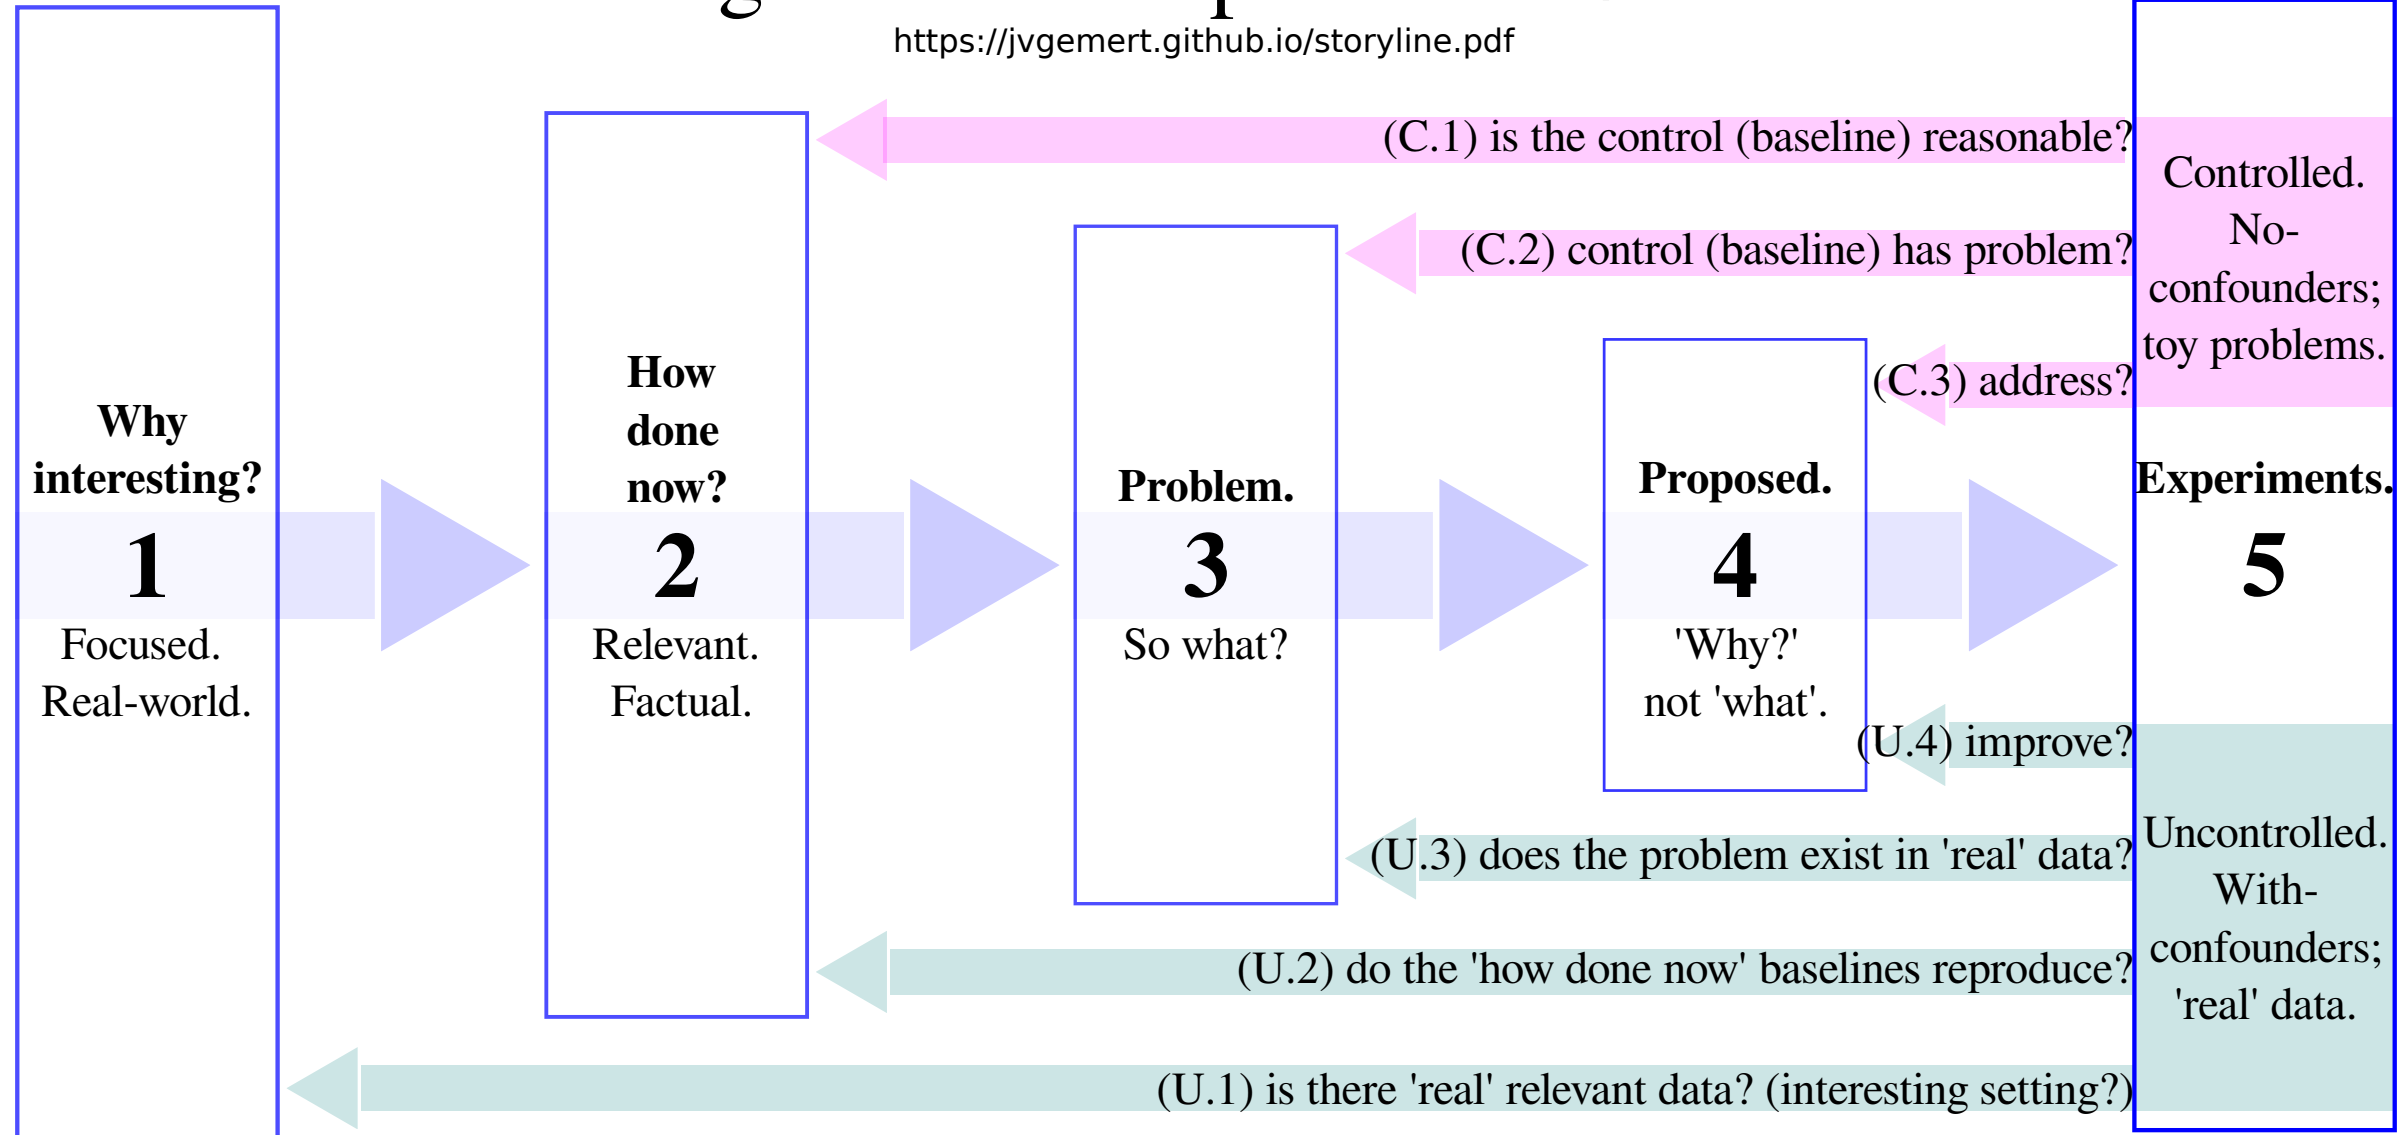 https://jvgemert.github.io/storyline.pdf
Why
interesting?
1
Focused.
Real-world.
How
done
now?
2
Relevant.
Factual.
Problem.
3
So what?
Proposed.
4
'Why?'
not 'what'.
(C.1) is the control (baseline) reasonable?
(C.2) control (baseline) has problem?
(C.3) address?
Controlled.
No-
confounders;
toy problems.
Experiments.
5
(U.4) improve?
(U.3) does the problem exist in 'real' data?
(U.2) do the 'how done now' baselines reproduce?
(U.1) is there 'real' relevant data? (interesting setting?)
Uncontrolled.
With-
confounders;
'real' data.